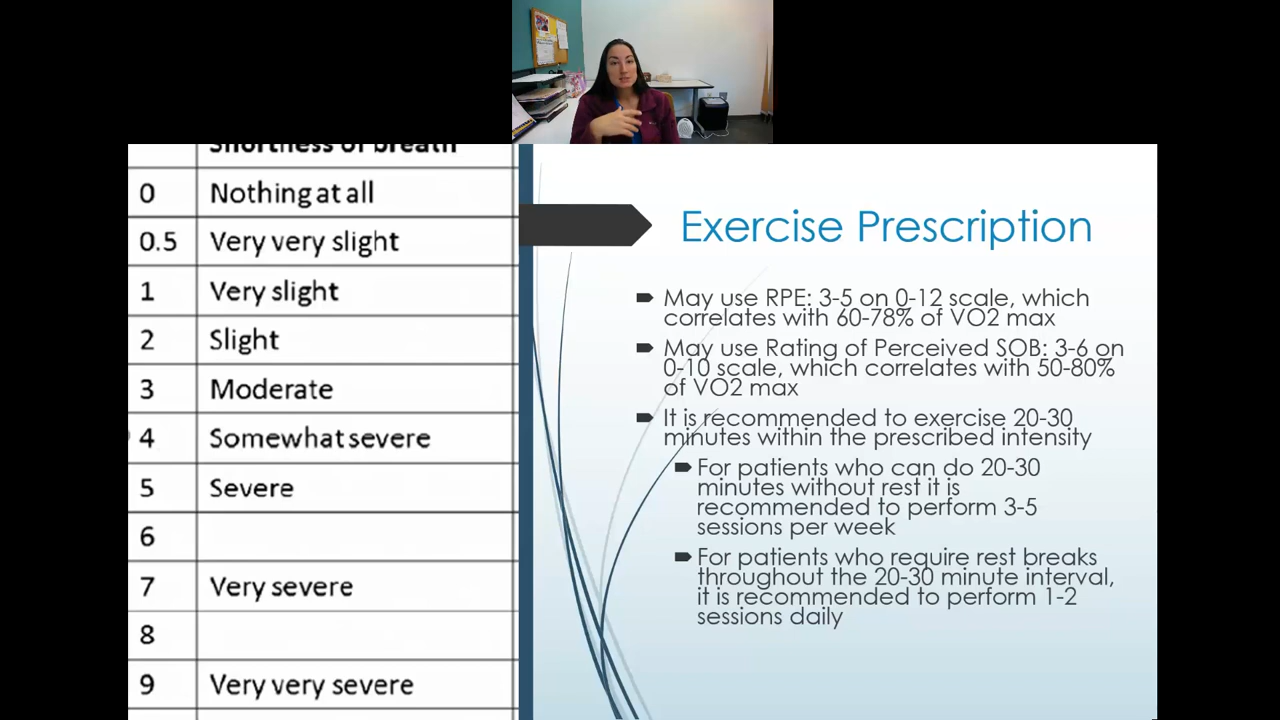 Shortness of breath
0 Nothing at all
0.5 Very very slight
1 Very slight
2 Slight
3 Moderate
4 Somewhat severe
5 Severe
6
7 Very severe
8
9 Very very severe
Exercise Prescription
May use RPE: 3-5 on 0-12 scale, which
correlates with 60-78% of VO2 max
May use Rating of Perceived SOB: 3-6 on
0-10 scale, which correlates with 50-80%
of VO2 max
It is recommended to exercise 20-30
minutes within the prescribed intensity
For patients who can do 20-30
minutes without rest it is
recommended to perform 3-5
sessions per week
For patients who require rest breaks
throughout the 20-30 minute interval,
it is recommended to perform 1-2
sessions daily